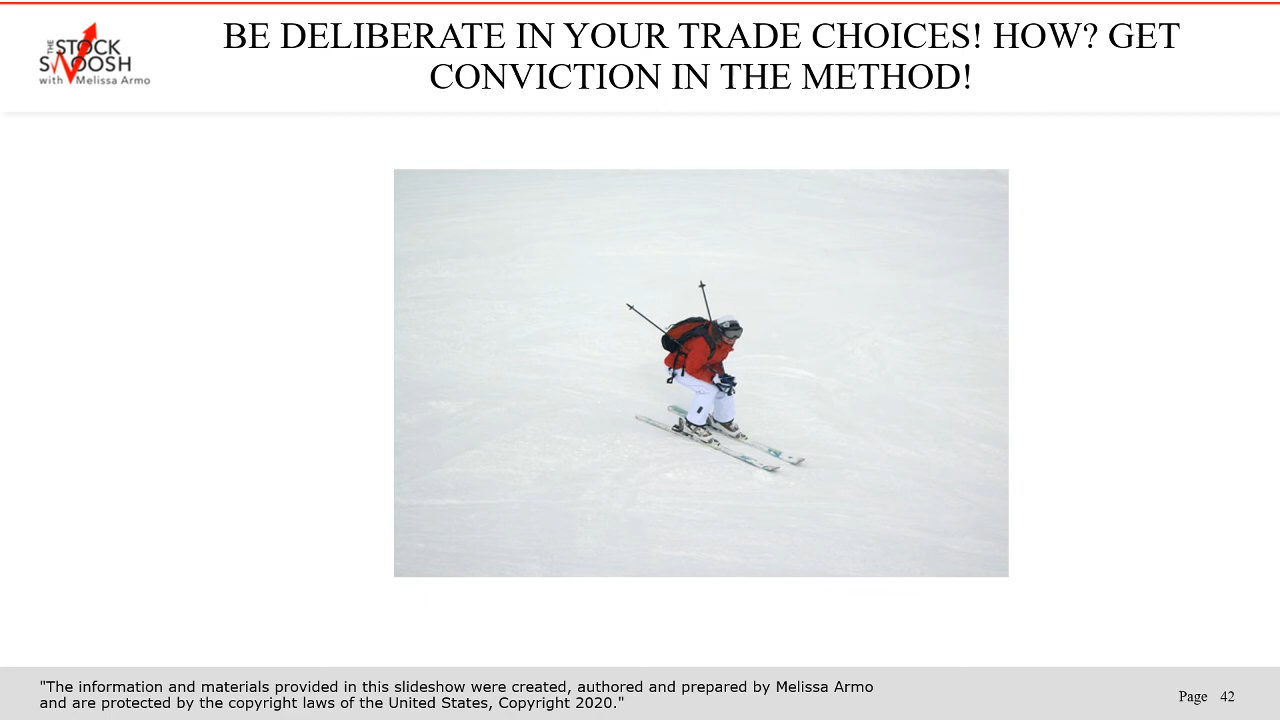 THE
STOCK
SWOOSH
with Melissa Armo
BE DELIBERATE IN YOUR TRADE CHOICES! HOW? GET
CONVICTION IN THE METHOD!
"The information and materials provided in this slideshow were created, authored and prepared by Melissa Armo
and are protected by the copyright laws of the United States, Copyright 2020."
Page 42